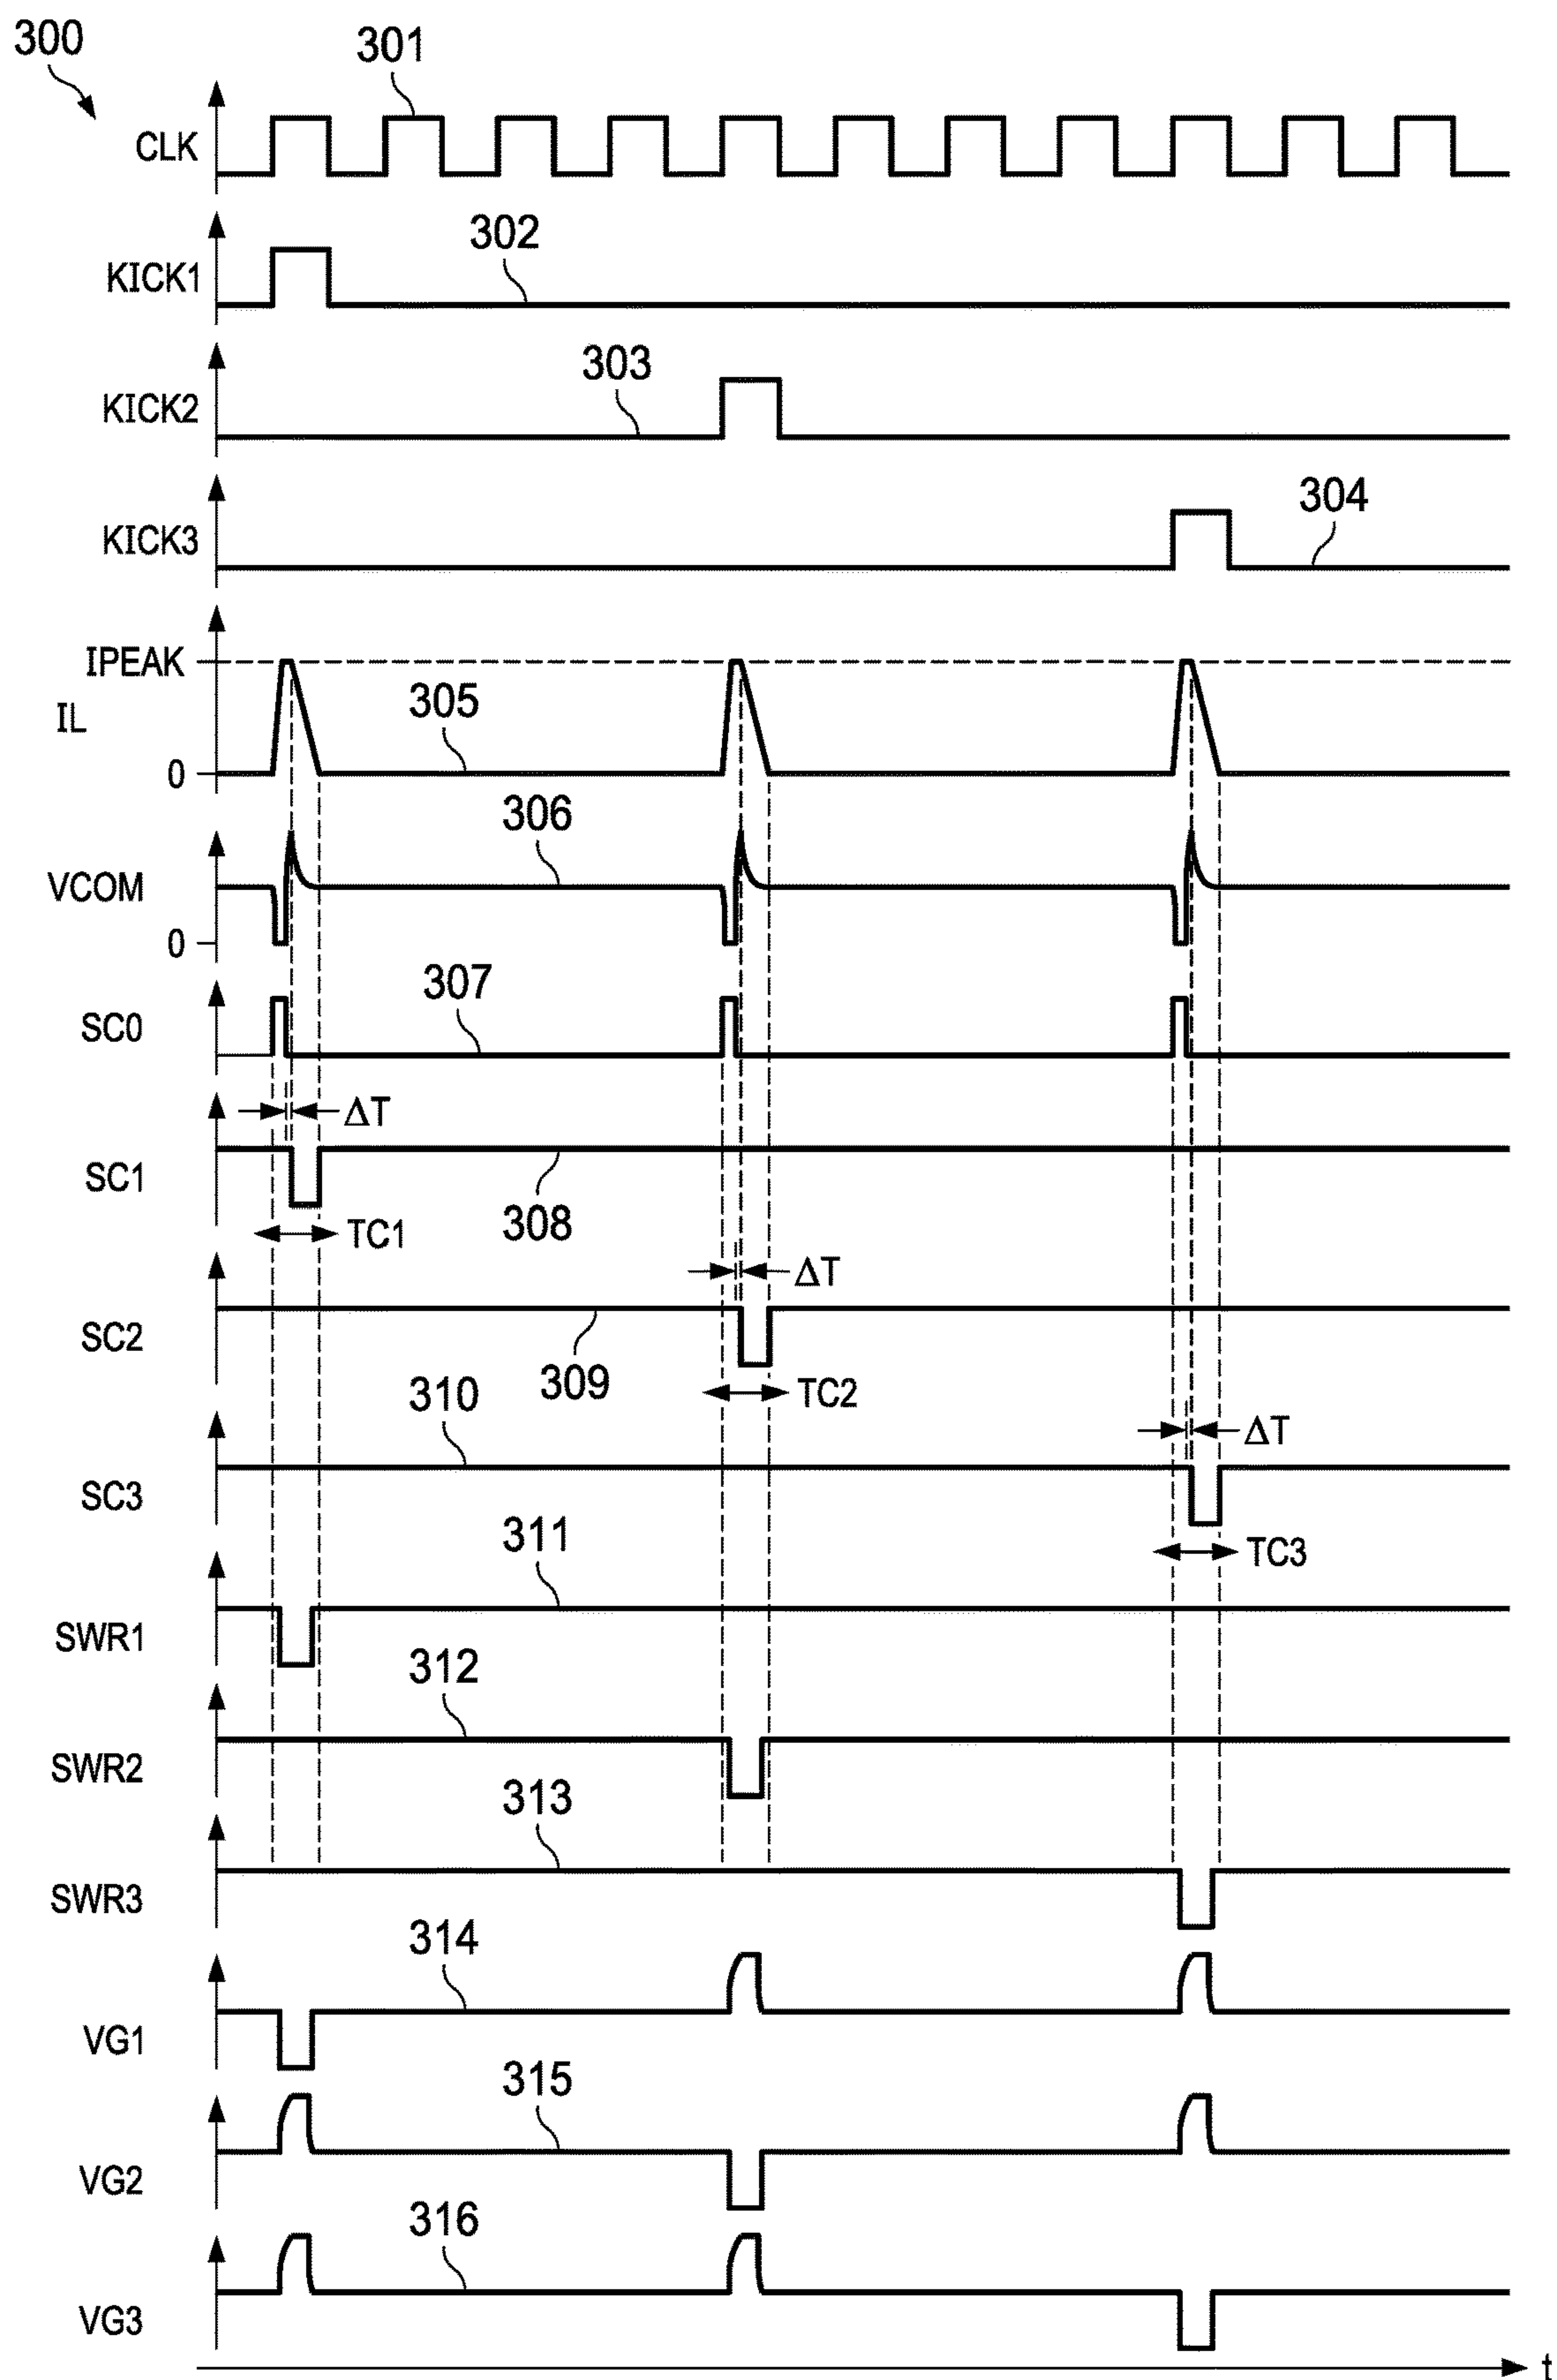 300
301
CLK
302
KICK1
303
KICK2
304
KICK3
IPEAK
305
IL
0
306
VCOM
0
307
SC0
ΔT
SC1
308
TC1
ΔT
SC2
309
TC2
310
ΔT
SC3
311
TC3
SWR1
312
SWR2
313
SWR3
314
VG1
315
VG2
316
VG3
t